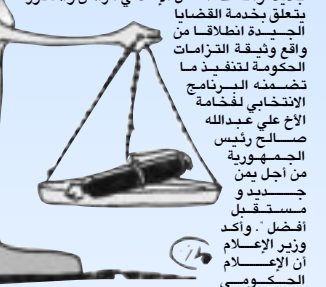 يتعلق بخدمة القضايا
الجيدة انطلاقا من
واقع وثيقة التزامات
الحكومة لتنفيذ ما
تضمنه البرنامج
الانتخابي لفخامة
الأخ علي عبدالله
صالح رئيس
الجمهورية
من أجل يمن
جديد و
مستقبل
أفضل". وأكد
وزير الإعلام
أن الإعلام
الحكومي